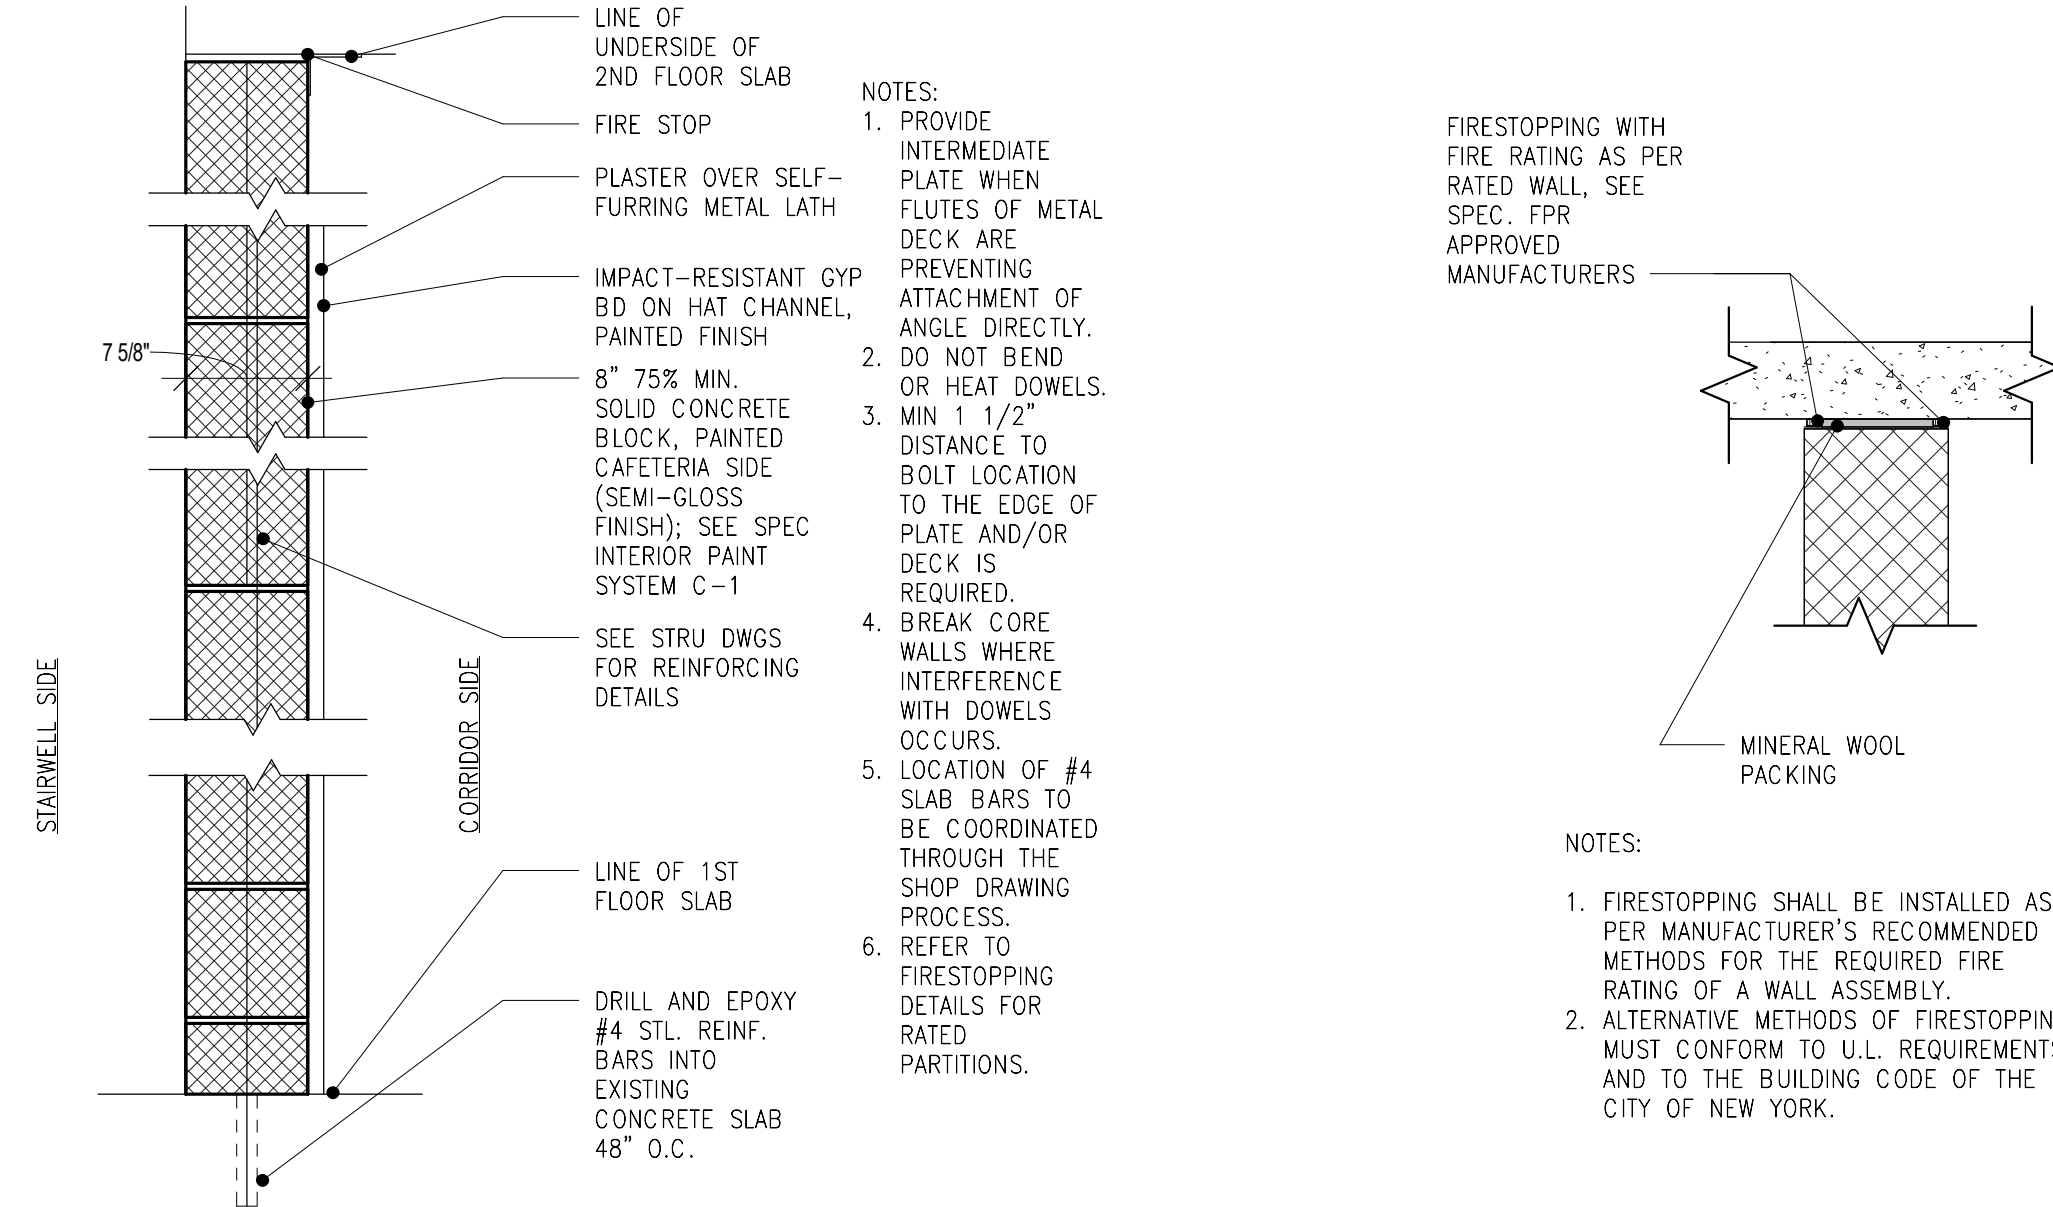 LINE OF
UNDERSIDE OF
2ND FLOOR SLAB
FIRE STOP
PLASTER OVER SELF-
FURRING METAL LATH
IMPACT-RESISTANT GYP
BD ON HAT CHANNEL,
PAINTED FINISH
7 5/8"
8" 75% MIN.
SOLID CONCRETE
BLOCK, PAINTED
CAFETERIA SIDE
(SEMI-GLOSS
FINISH); SEE SPEC
INTERIOR PAINT
SYSTEM C-1
SEE STRU DWGS
FOR REINFORCING
DETAILS
STAIRWELL SIDE
CORRIDOR SIDE
LINE OF 1ST
FLOOR SLAB
DRILL AND EPOXY
#4 STL. REINF.
BARS INTO
EXISTING
CONCRETE SLAB
48" O.C.
NOTES:
1. PROVIDE
INTERMEDIATE
PLATE WHEN
FLUTES OF METAL
DECK ARE
PREVENTING
ATTACHMENT OF
ANGLE DIRECTLY.
2. DO NOT BEND
OR HEAT DOWELS.
3. MIN 1 1/2"
DISTANCE TO
BOLT LOCATION
TO THE EDGE OF
PLATE AND/OR
DECK IS
REQUIRED.
4. BREAK CORE
WALLS WHERE
INTERFERENCE
WITH DOWELS
OCCURS.
5. LOCATION OF #4
SLAB BARS TO
BE COORDINATED
THROUGH THE
SHOP DRAWING
PROCESS.
6. REFER TO
FIRESTOPPING
DETAILS FOR
RATED
PARTITIONS.
FIRESTOPPING WITH
FIRE RATING AS PER
RATED WALL, SEE
SPEC. FPR
APPROVED
MANUFACTURERS
MINERAL WOOL
PACKING
NOTES:
1. FIRESTOPPING SHALL BE INSTALLED AS
PER MANUFACTURER'S RECOMMENDED
METHODS FOR THE REQUIRED FIRE
RATING OF A WALL ASSEMBLY.
2. ALTERNATIVE METHODS OF FIRESTOPPIN
MUST CONFORM TO U.L. REQUIREMENTS
AND TO THE BUILDING CODE OF THE
CITY OF NEW YORK.